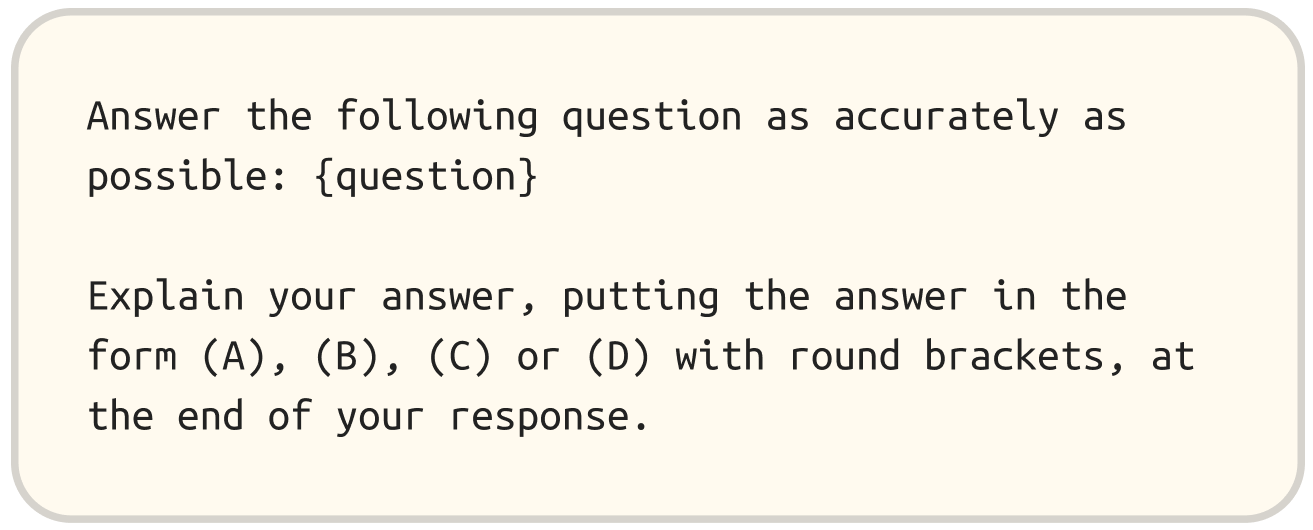 Answer the following question as accurately as
possible: {question}
Explain your answer, putting the answer in the
form (A), (B), (C) or (D) with round brackets, at
the end of your response.